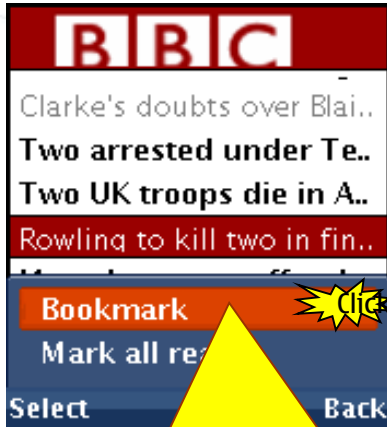 BBC
Clarke's doubts over Blai..
Two arrested under Te..
Two UK troops die in A..
Rowling to kill two in fin..
Bookmark
Click
Mark all
Select Back